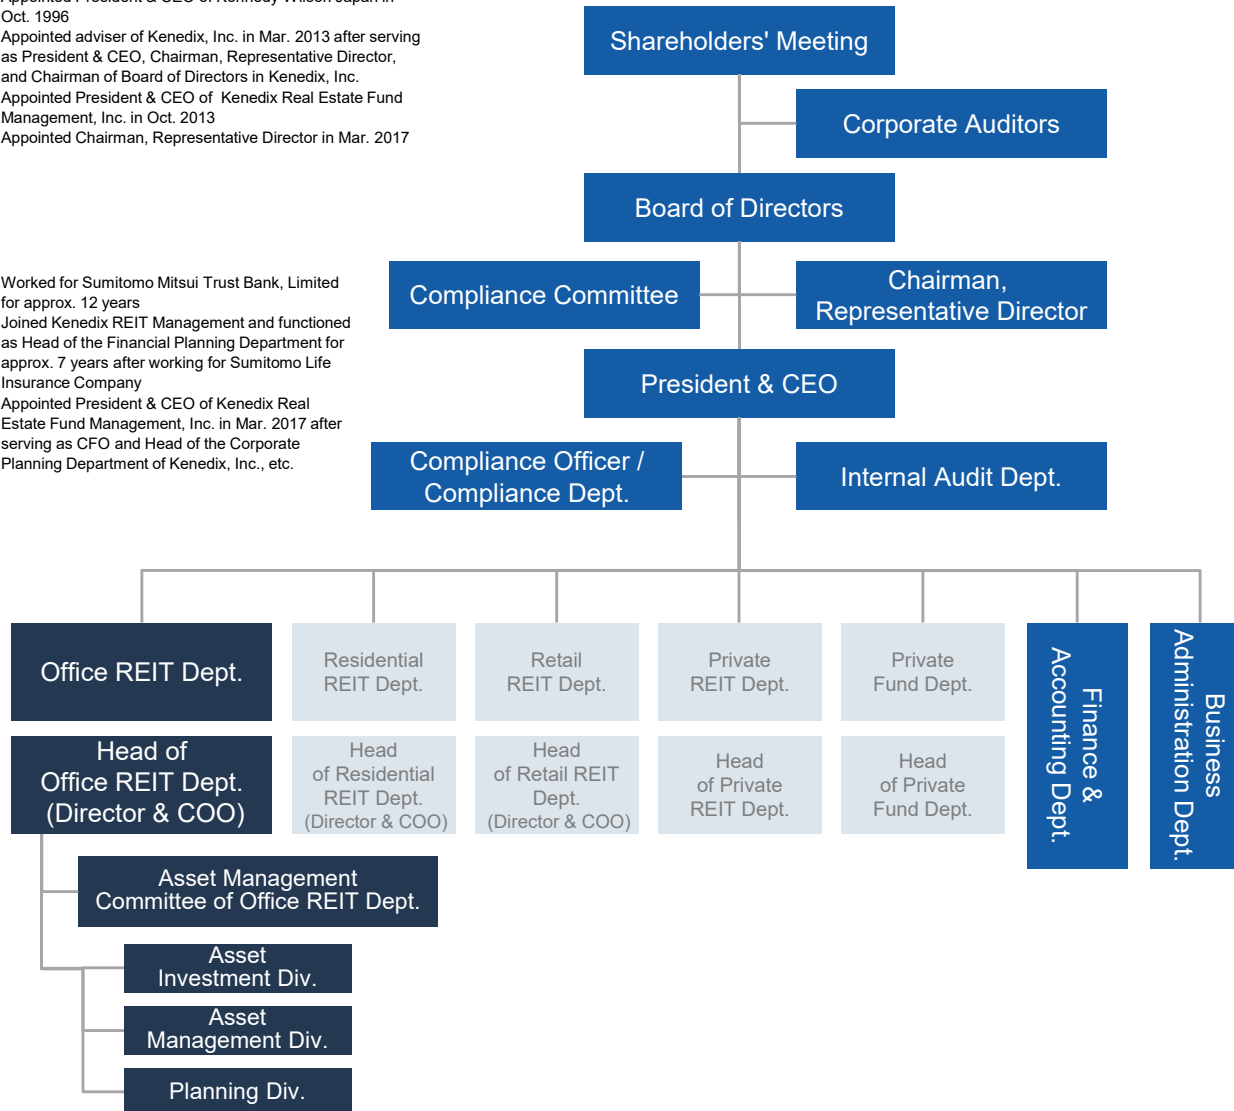 Appointed President & CEO of Kennedy-Wilson Japan in
Oct. 1996
Appointed adviser of Kenedix, Inc. in Mar. 2013 after serving
as President & CEO, Chairman, Representative Director,
and Chairman of Board of Directors in Kenedix, Inc.
Appointed President & CEO of Kenedix Real Estate Fund
Management, Inc. in Oct. 2013
Appointed Chairman, Representative Director in Mar. 2017
Shareholders' Meeting
Corporate Auditors
Board of Directors
Worked for Sumitomo Mitsui Trust Bank, Limited
for approx. 12 years
Joined Kenedix REIT Management and functioned
as Head of the Financial Planning Department for
approx. 7 years after working for Sumitomo Life
Insurance Company
Appointed President & CEO of Kenedix Real
Estate Fund Management, Inc. in Mar. 2017 after
serving as CFO and Head of the Corporate
Planning Department of Kenedix, Inc., etc.
Compliance Committee
Chairman,
Representative Director
President & CEO
Compliance Officer /
Compliance Dept.
Internal Audit Dept.
Office REIT Dept.
Residential
REIT Dept.
Retail
REIT Dept.
Private
REIT Dept.
Private
Fund Dept.
Finance &
Accounting Dept.
Business
Administration Dept.
Head of
Office REIT Dept.
(Director & COO)
Head
of Residential
REIT Dept.
(Director & COO)
Head
of Retail REIT
Dept.
(Director & COO)
Head
of Private
REIT Dept.
Head
of Private
Fund Dept.
Asset Management
Committee of Office REIT Dept.
Asset
Investment Div.
Asset
Management Div.
Planning Div.